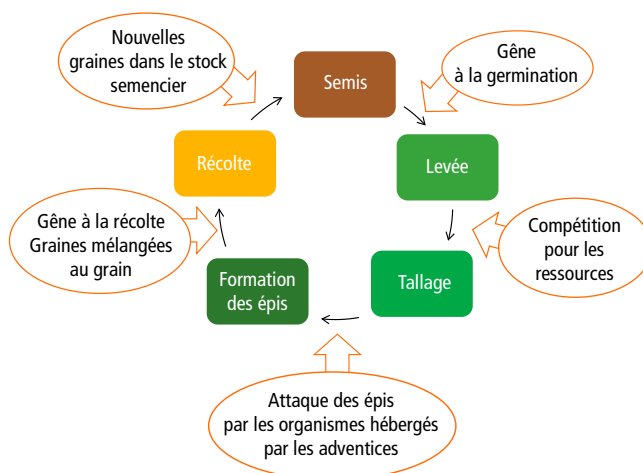 Nouvelles
graines dans le stock
semencier
Semis
Gêne
à la germination
Récolte
Levée
Gêne à la récolte
Graines mélangées
au grain
Compétition
pour les
ressources
Formation
des épis
Tallage
Attaque des épis
par les organismes hébergés
par les adventices